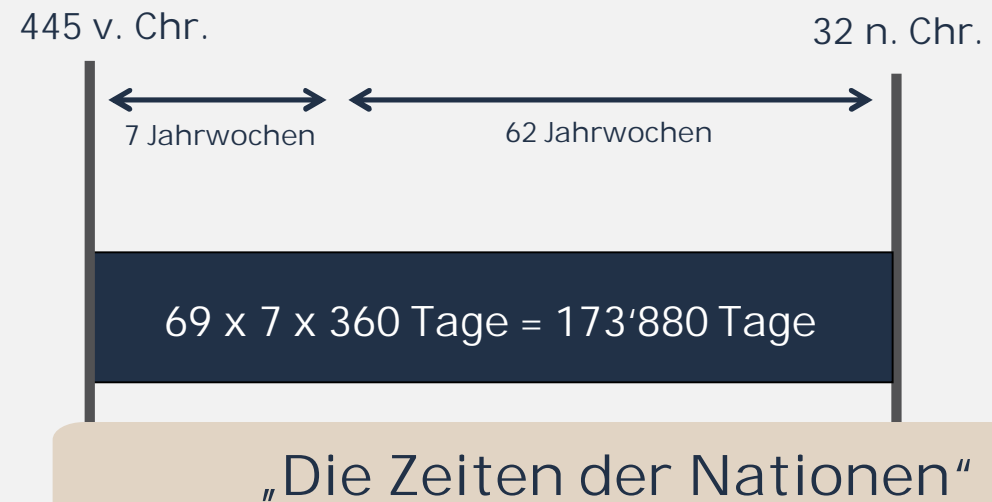 445 v. Chr.
32 n. Chr.
7 Jahrwochen
62 Jahrwochen
69 x 7 x 360 Tage = 173‘880 Tage
„Die Zeiten der Nationen“